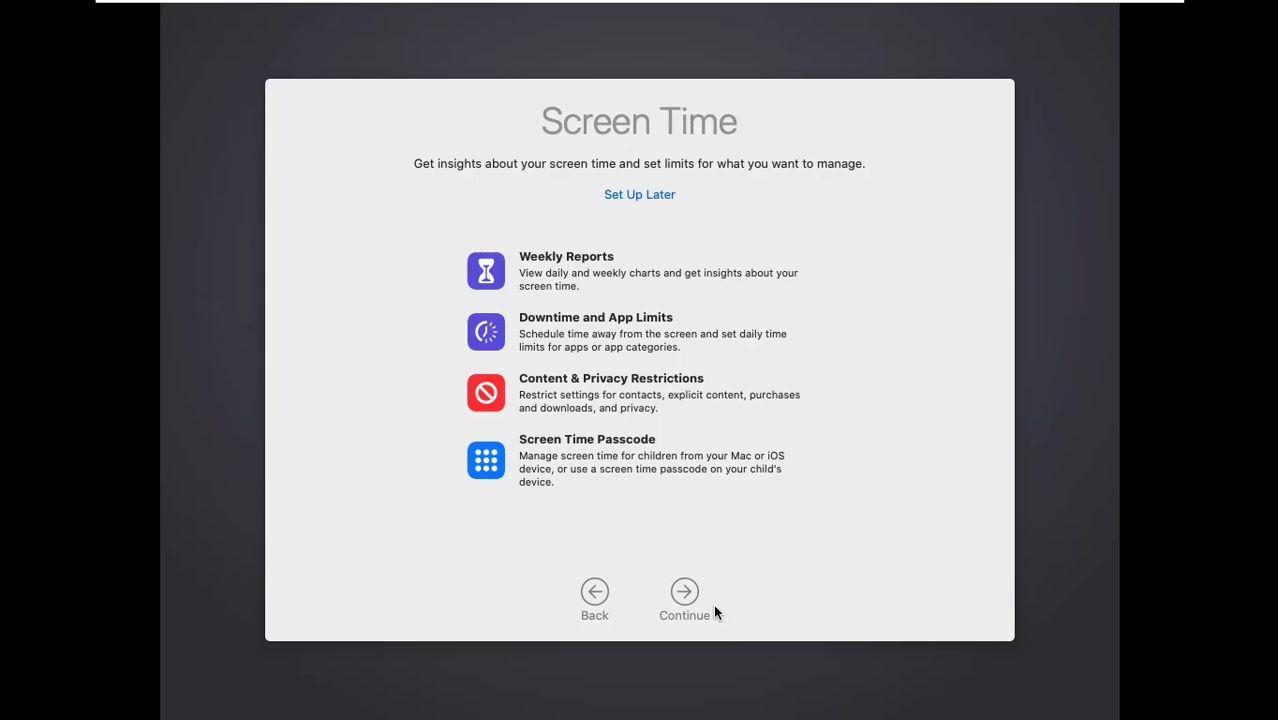 Screen Time
Get insights about your screen time and set limits for what you want to manage.
Set Up Later
Weekly Reports
View daily and weekly charts and get insights about your
screen time.
Downtime and App Limits
Schedule time away from the screen and set daily time
limits for apps or app categories.
Content & Privacy Restrictions
Restrict settings for contacts, explicit content, purchases
and downloads, and privacy.
Screen Time Passcode
Manage screen time for children from your Mac or iOS
device, or use a screen time passcode on your child's
device.
Back
Continue